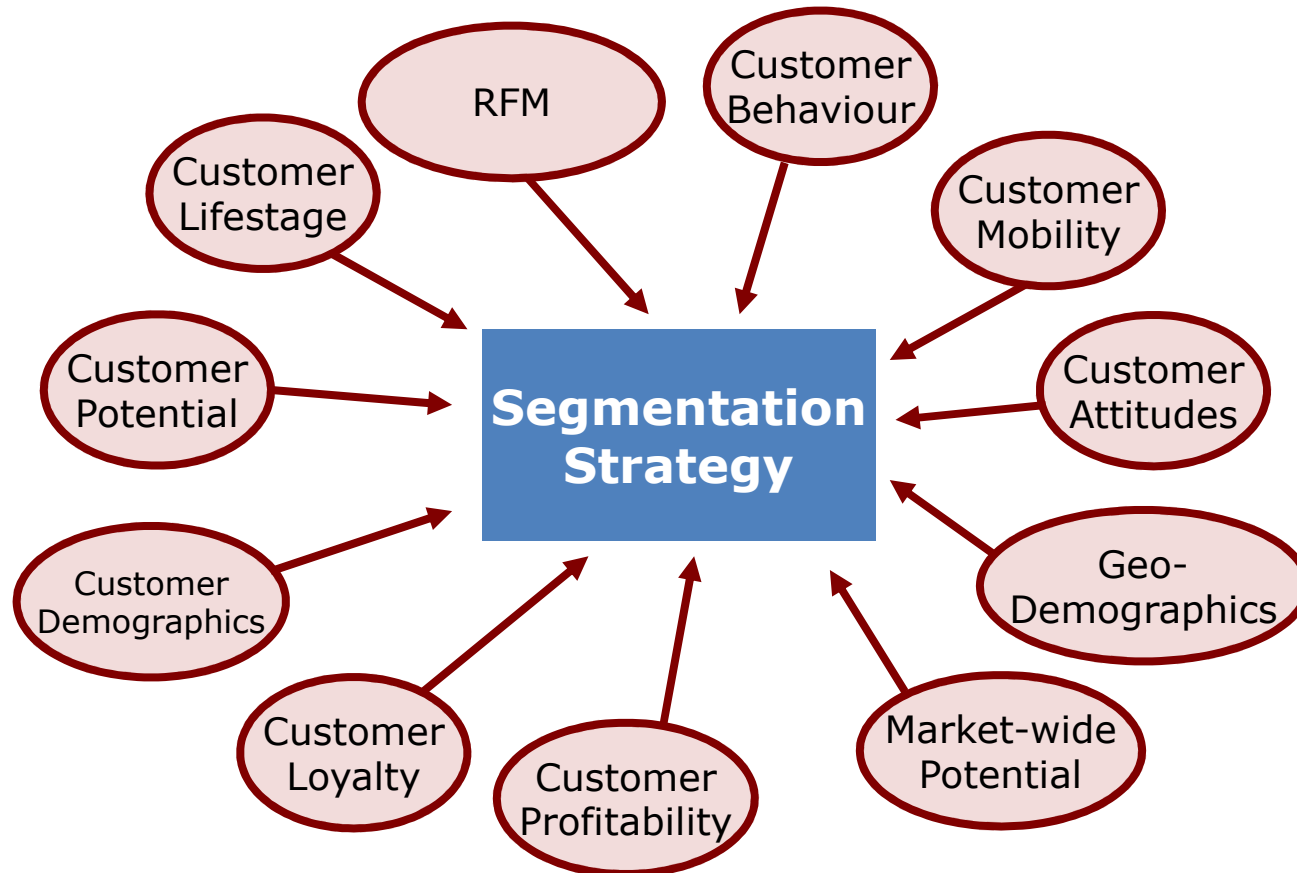 RFM
Customer
Behaviour
Customer
Lifestage
Customer
Mobility
Customer
Potential
Segmentation
Strategy
Customer
Attitudes
Customer
Demographics
Geo-
Demographics
Customer
Loyalty
Customer
Profitability
Market-wide
Potential